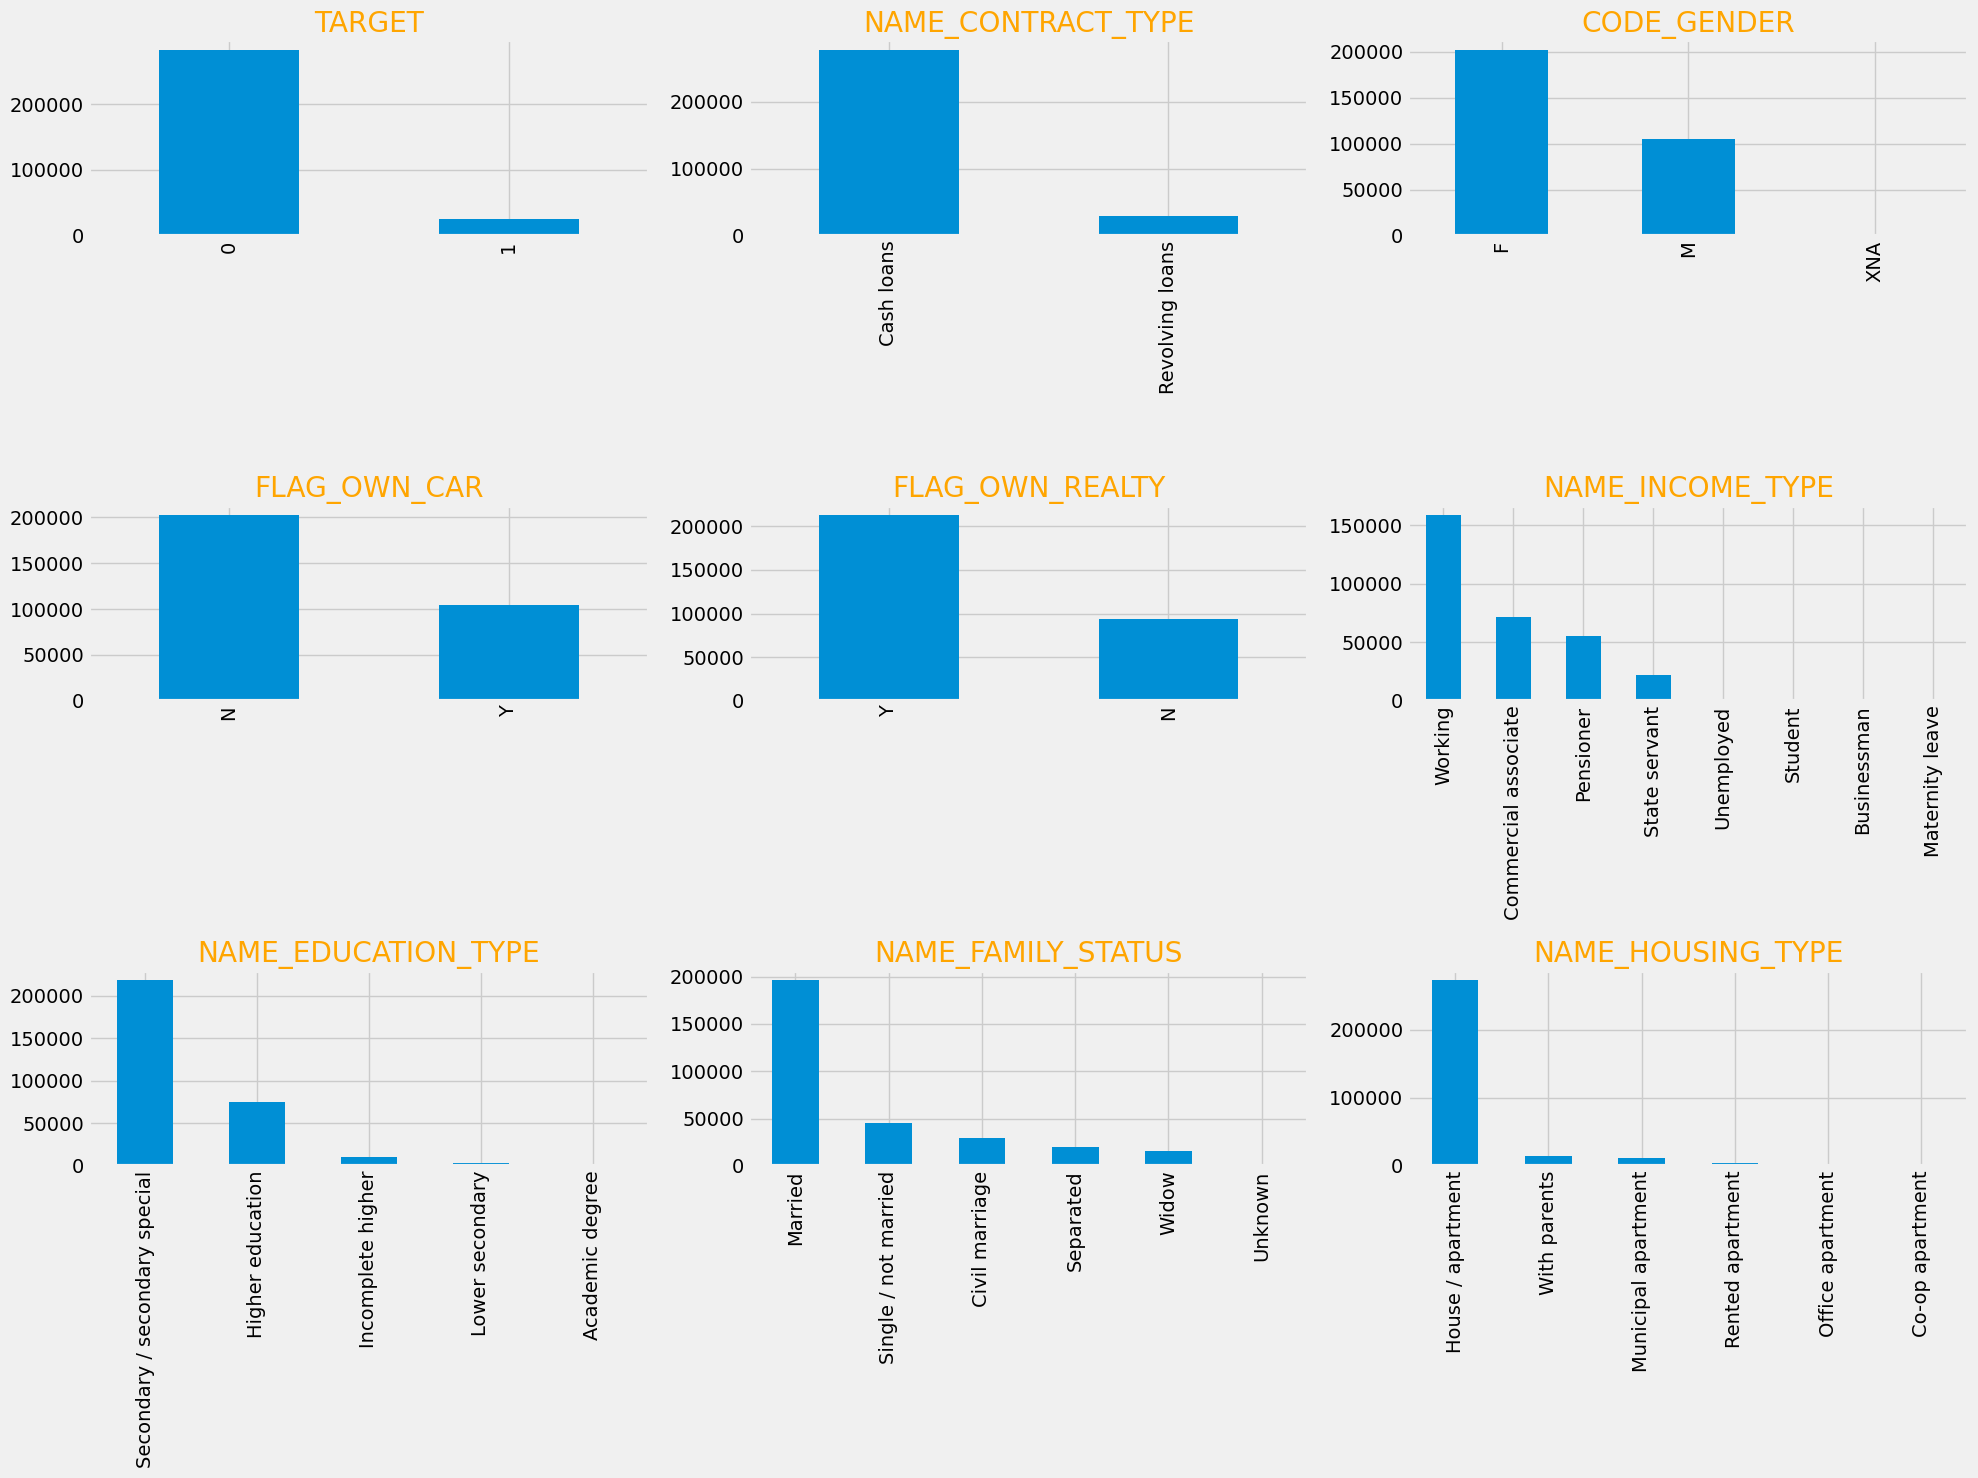 TARGET
200000
100000
0
0
1
NAME_CONTRACT_TYPE
200000
100000
0
Cash loans
Revolving loans
CODE_GENDER
200000
150000
100000
50000
0
F
M
XNA
FLAG_OWN_CAR
200000
150000
100000
50000
0
N
Y
FLAG_OWN_REALTY
200000
150000
100000
50000
0
Y
N
NAME_INCOME_TYPE
150000
100000
50000
0
Working
Commercial associate
Pensioner
State servant
Unemployed
Student
Businessman
Maternity leave
NAME_EDUCATION_TYPE
200000
150000
100000
50000
0
Secondary / secondary special
Higher education
Incomplete higher
Lower secondary
Academic degree
NAME_FAMILY_STATUS
200000
150000
100000
50000
0
Married
Single / not married
Civil marriage
Separated
Widow
Unknown
NAME_HOUSING_TYPE
200000
100000
0
House / apartment
With parents
Municipal apartment
Rented apartment
Office apartment
Co-op apartment